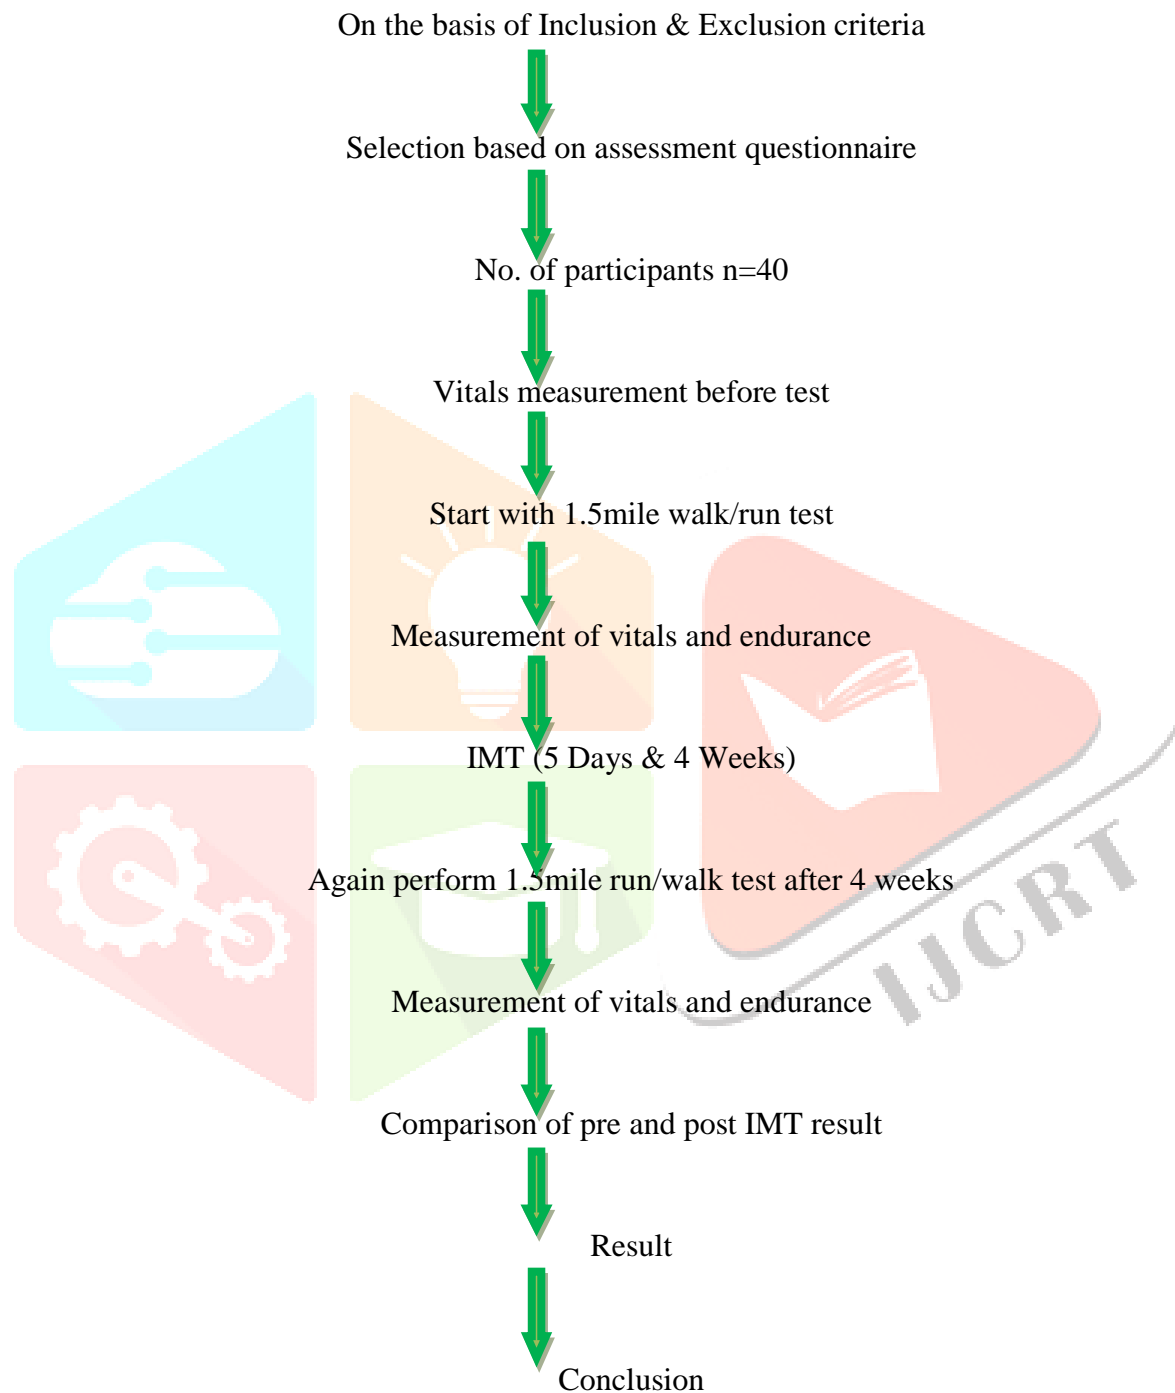 On the basis of Inclusion & Exclusion criteria
Selection based on assessment questionnaire
No. of participants n=40
Vitals measurement before test
Start with 1.5mile walk/run test
Measurement of vitals and endurance
IMT (5 Days & 4 Weeks)
Again perform 1.5mile run/walk test after 4 weeks
Measurement of vitals and endurance
Comparison of pre and post IMT result
Result
Conclusion
IJCRT